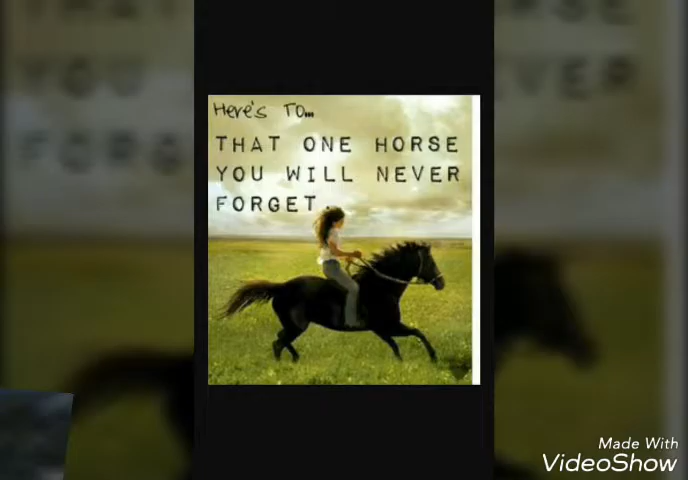 Here's To...
THAT ONE HORSE
YOU WILL NEVER
FORGET.
Made With
VideoShow